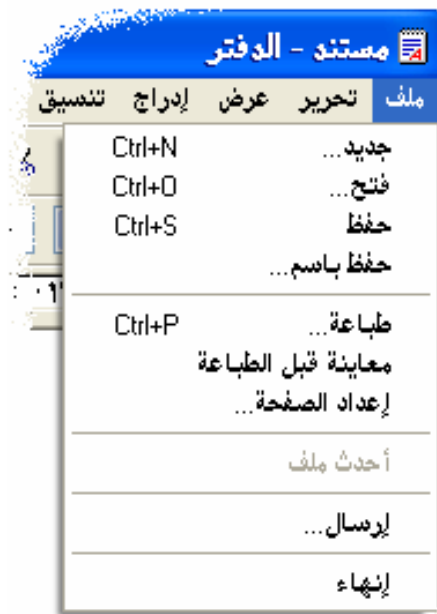 مستند - الدفتر
ملف تحرير عرض إدراج تنسيق
جديد... Ctrl+N
فتح... Ctrl+O
حفظ Ctrl+S
حفظ باسم...
طباعة... Ctrl+P
معاينة قبل الطباعة
إعداد الصفحة...
أحدث ملف
إرسال...
إنهاء